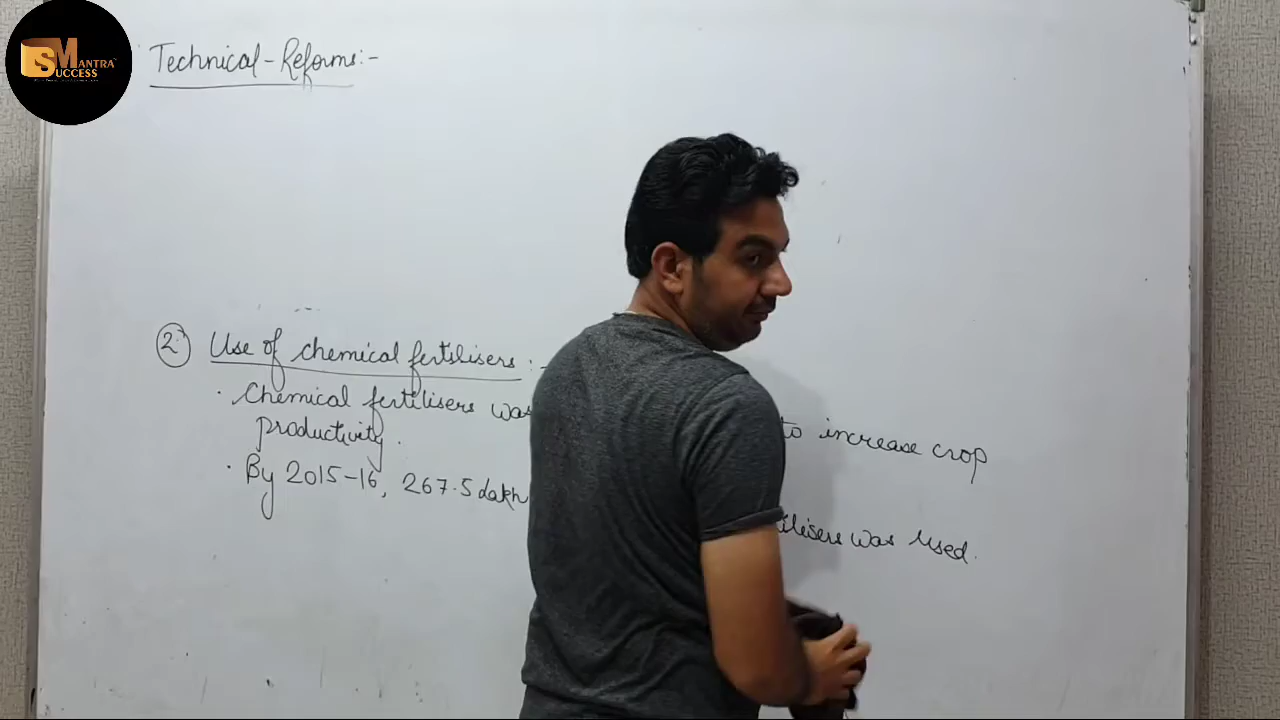 MANTRA
SUCCESS
Technical-Reforms:-
2. Use of chemical fertilisers:-
· Chemical fertilisers was to increase crop
productivity.
· By 2015-16, 267.5 lakh tilisers was used.